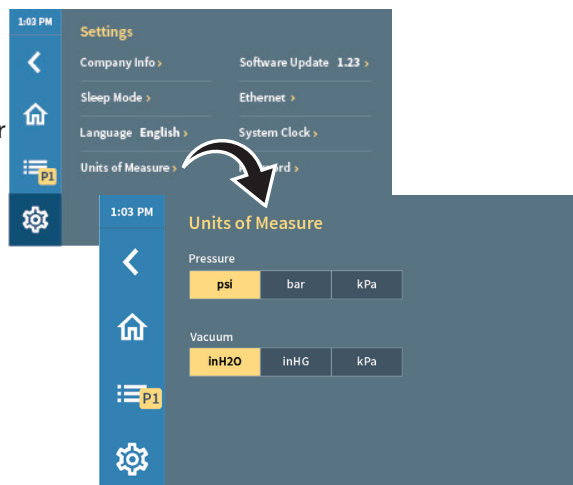 1:03 PM
Settings
Company Info >
Software Update 1.23 >
Sleep Mode >
Ethernet >
r
Language English >
System Clock >
P1
Units of Measure >
1:03 PM
Units of Measure
Pressure
psi bar kPa
Vacuum
inH2O inHG kPa
P1